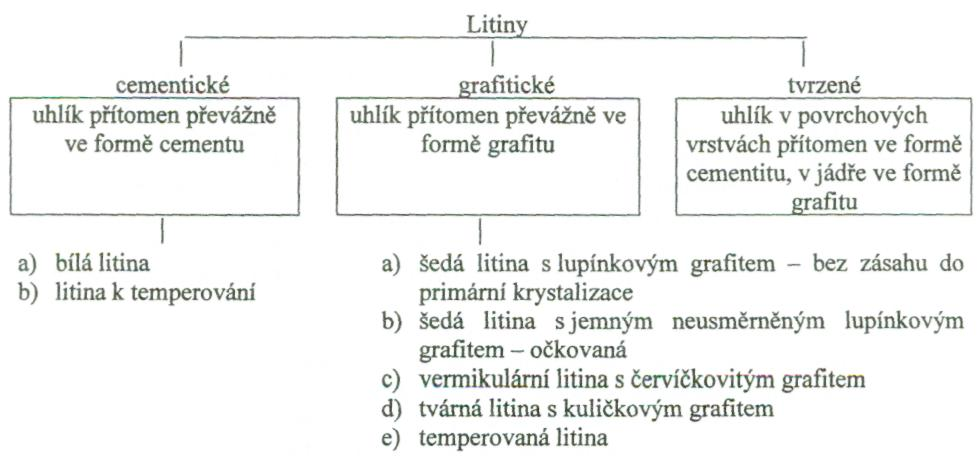 Litiny
cementické
grafitické
tvrzené
uhlík přítomen převážně
ve formě cementu
uhlík přítomen převážně ve
formě grafitu
uhlík v povrchových
vrstvách přítomen ve formě
cementitu, v jádře ve formě
grafitu
a) bílá litina
b) litina k temperování
a) šedá litina s lupínkovým grafitem – bez zásahu do
primární krystalizace
b) šedá litina s jemným neusměrněným lupínkovým
grafitem – očkovaná
c) vermikulární litina s červíčkovitým grafitem
d) tvárná litina s kuličkovým grafitem
e) temperovaná litina